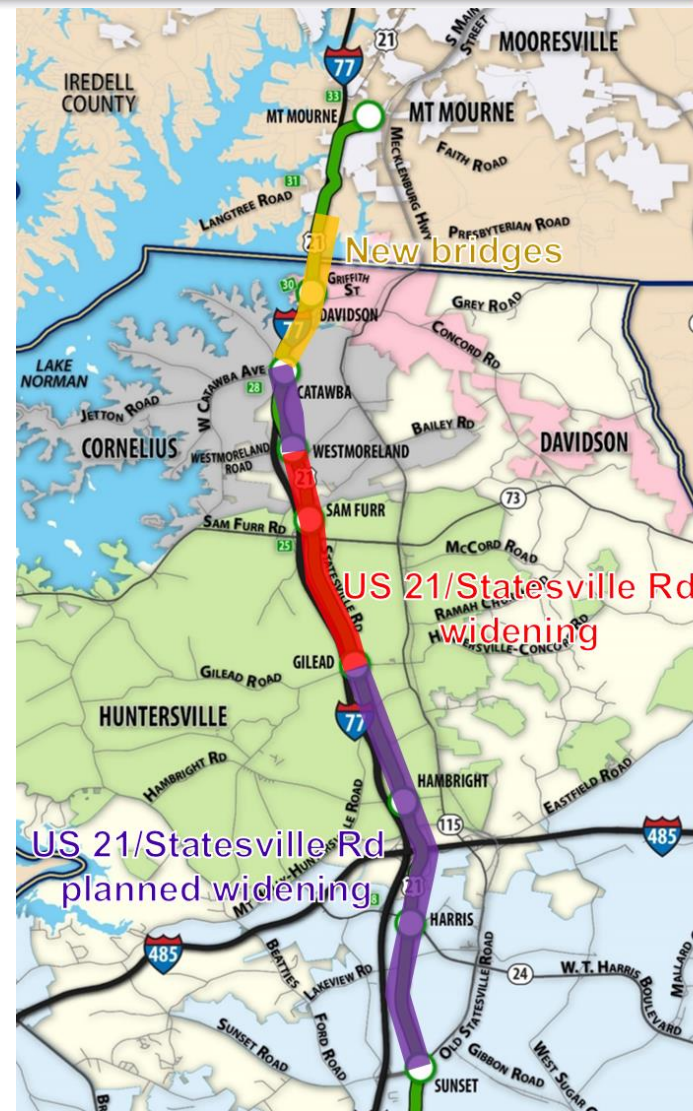 77
21
S MAIN
STREET
MOORESVILLE
IREDELL
COUNTY
33
MT MOURNE
MT MOURNE
MECKLENBURG HWY
FAITH ROAD
31
LANGTREE ROAD
PRESBYTERIAN ROAD
21
New bridges
30
GRIFFITH
ST
DAVIDSON
GREY ROAD
77
CONCORD RD
LAKE
NORMAN
W CATAWBA AVE
28
CATAWBA
JETTON ROAD
BAILEY RD
CORNELIUS
WESTMORELAND
ROAD
WESTMORELAND
DAVIDSON
21
73
SAM FURR
SAM FURR RD
25
STATESVILLE RD
MCCORD ROAD
US 21/Statesville Rd
widening
RAMAH
GILEAD
GILEAD ROAD
HUNTERSVILLE
77
HAMBRIGHT RD
HAMBRIGHT
EASTFIELD ROAD
115
485
US 21/Statesville Rd
planned widening
21
HARRIS
485
BEATTIES
FORD ROAD
LAKEVIEW RD
24
W.T. HARRIS
BOULEVARD
MALLARD
OLD STATESVILLE ROAD
SUNSET ROAD
GIBBON ROAD
WEST SUGAR
SUNSET